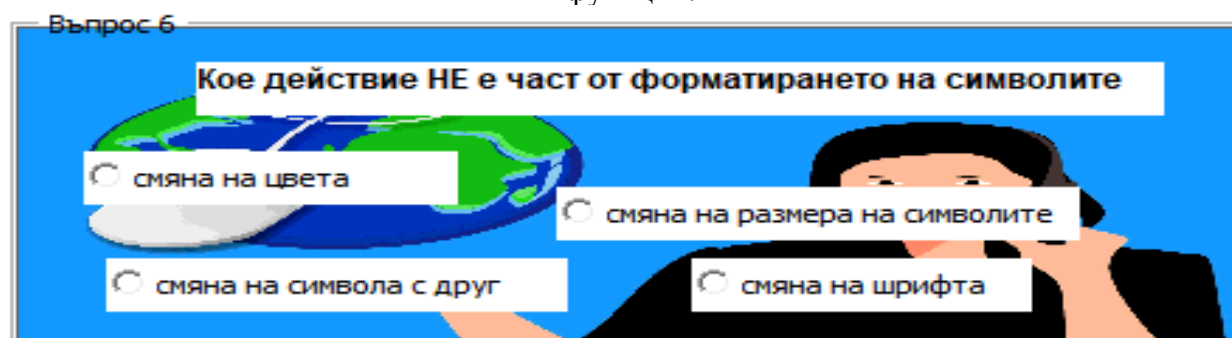 Въпрос 6
Кое действие НЕ е част от форматирането на символите
смяна на цвета
смяна на размера на символите
смяна на символа с друг
смяна на шрифта